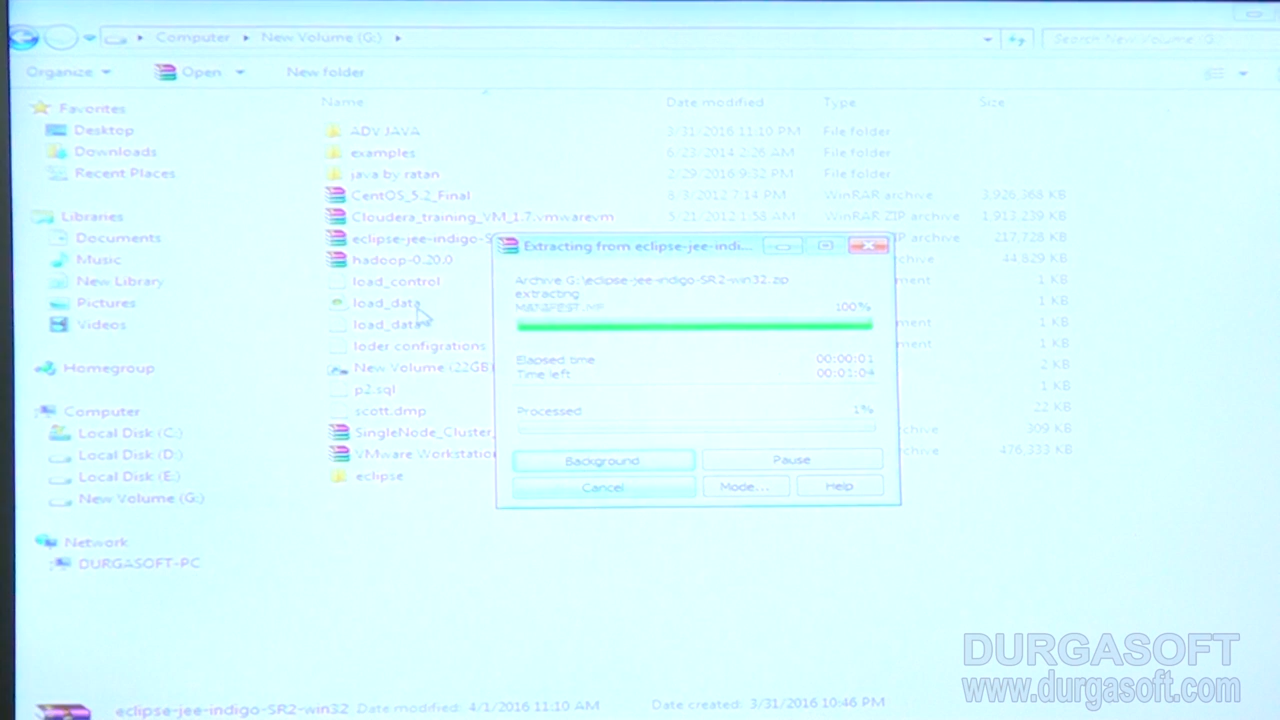 Computer New Volume (G:)
Search New Volume (G:)
Organize Open New folder
Name Date modified Type Size
Favorites
Desktop
Downloads
Recent Places
Libraries
Documents
Music
New Library
Pictures
Videos
Homegroup
Computer
Local Disk (C:)
Local Disk (D:)
Local Disk (E:)
New Volume (G:)
Network
DURGASOFT-PC
ADV JAVA 3/31/2016 11:10 PM File folder
examples 6/23/2014 2:26 AM File folder
java by ratan 2/29/2016 9:32 PM File folder
CentOS_5.2_Final 8/3/2012 7:14 PM WinRAR archive 3,926,368 KB
Cloudera_training_VM_1.7.vmwarevm 5/21/2012 1:58 AM WinRAR ZIP archive 1,913,239 KB
eclipse-jee-indigo-S P archive 217,728 KB
hadoop-0.20.0 archive 44,829 KB
load_control ment 1 KB
load_data 1 KB
load_data ment 1 KB
loder configrations ment 1 KB
New Volume (22GB) 2 KB
p2.sql 1 KB
scott.dmp 22 KB
SingleNode_Cluster_ rchive 309 KB
VMware Workstation archive 476,333 KB
eclipse
Extracting from eclipse-jee-indi...
Archive G:\eclipse-jee-indigo-SR2-win32.zip
extracting
MANIFEST.MF 100%
Elapsed time 00:00:01
Time left 00:01:04
Processed 1%
Background Pause
Cancel Mode... Help
eclipse-jee-indigo-SR2-win32 Date modified: 4/1/2016 11:10 AM Date created: 3/31/2016 10:46 PM
DURGASOFT
www.durgasoft.com